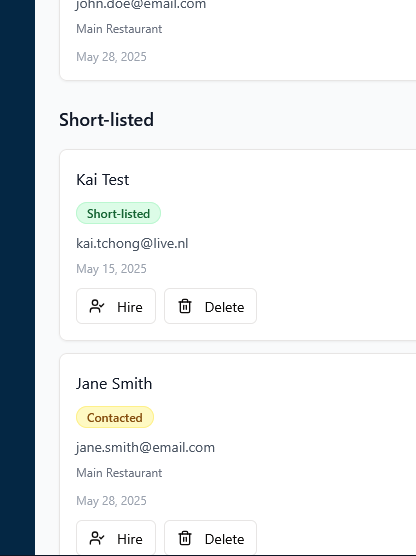 john.doe@email.com
Main Restaurant
May 28, 2025
Short-listed
Kai Test
Short-listed
kai.tchong@live.nl
May 15, 2025
Hire Delete
Jane Smith
Contacted
jane.smith@email.com
Main Restaurant
May 28, 2025
Hire Delete